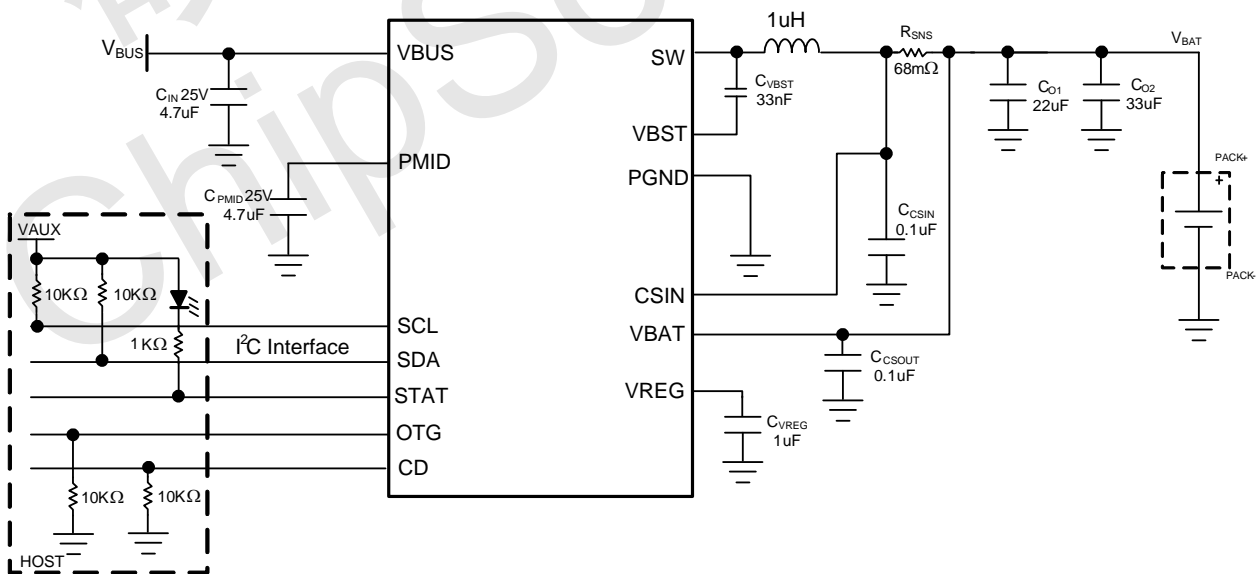 1uH
RSNS
68mΩ
VBUS
VBUS
SW
VBAT
CIN 25V
4.7uF
CVBST
33nF
CO1
22uF
CO2
33uF
VBST
PMID
PGND
PACK+
+
CPMID 25V
4.7uF
CCSIN
0.1uF
VAUX
PACK-
10KΩ
10KΩ
CSIN
SCL
VBAT
1KΩ
I²C Interface
SDA
CCSOUT
0.1uF
STAT
VREG
OTG
CVREG
1uF
CD
10KΩ
10KΩ
HOST